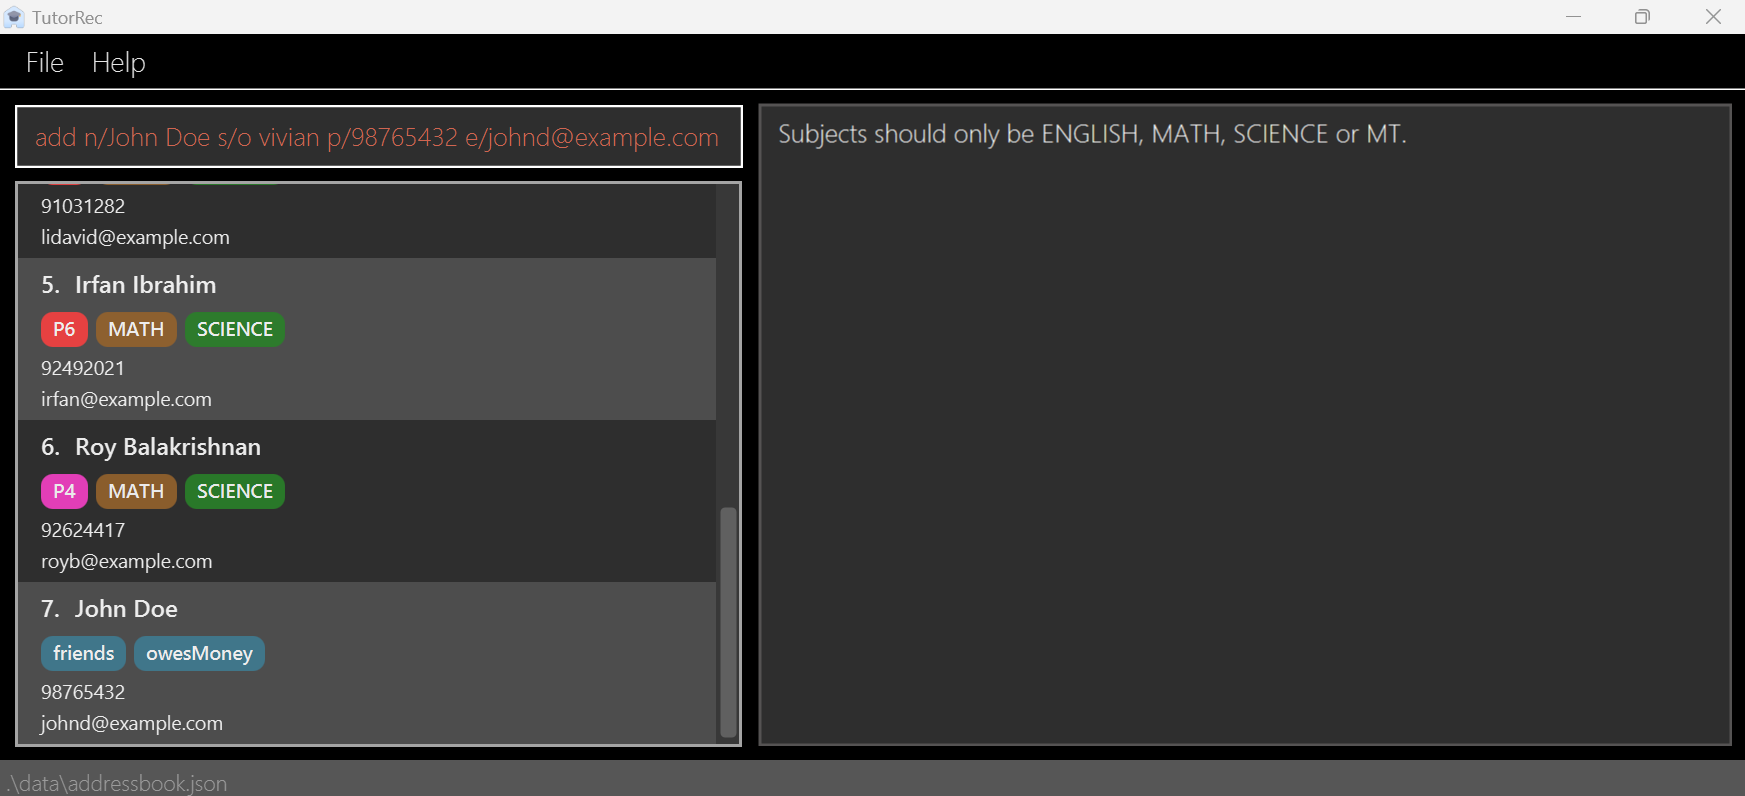 TutorRec
File Help
add n/John Doe s/o vivian p/98765432 e/johnd@example.com
91031282
lidavid@example.com
5. Irfan Ibrahim
P6 MATH SCIENCE
92492021
irfan@example.com
6. Roy Balakrishnan
P4 MATH SCIENCE
92624417
royb@example.com
7. John Doe
friends owesMoney
98765432
johnd@example.com
Subjects should only be ENGLISH, MATH, SCIENCE or MT.
.\data\addressbook.json